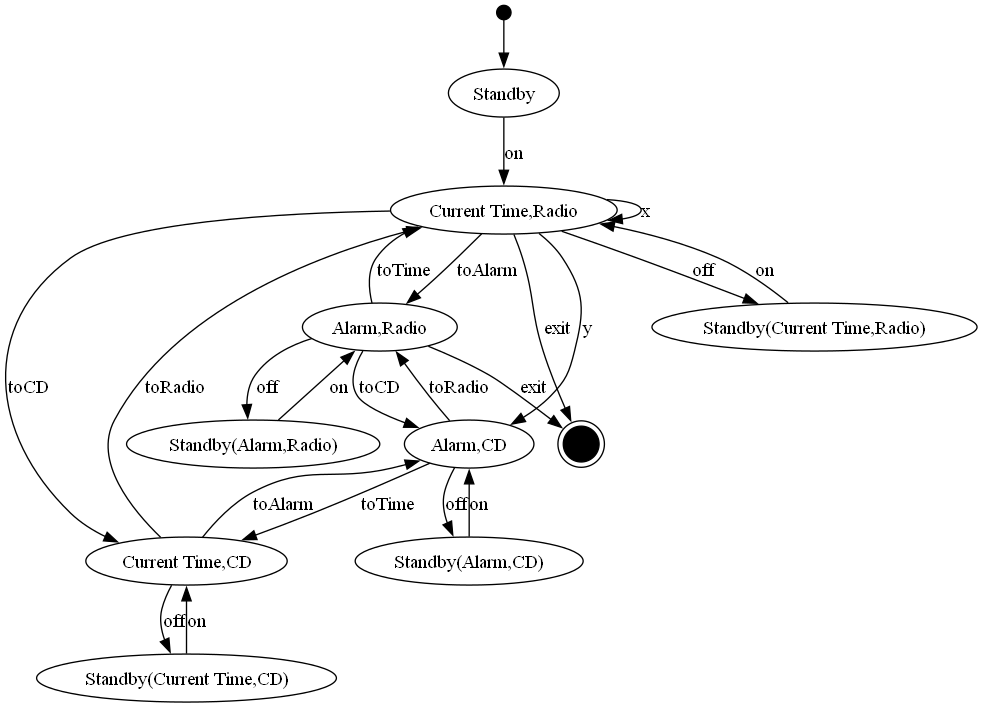 Standby
on
Current Time,Radio
x
toTime
toAlarm
off
on
Alarm,Radio
exit
y
Standby(Current Time,Radio)
toCD
toRadio
off
on
toCD
toRadio
exit
Standby(Alarm,Radio)
Alarm,CD
toAlarm
toTime
off
on
Current Time,CD
Standby(Alarm,CD)
off
on
Standby(Current Time,CD)